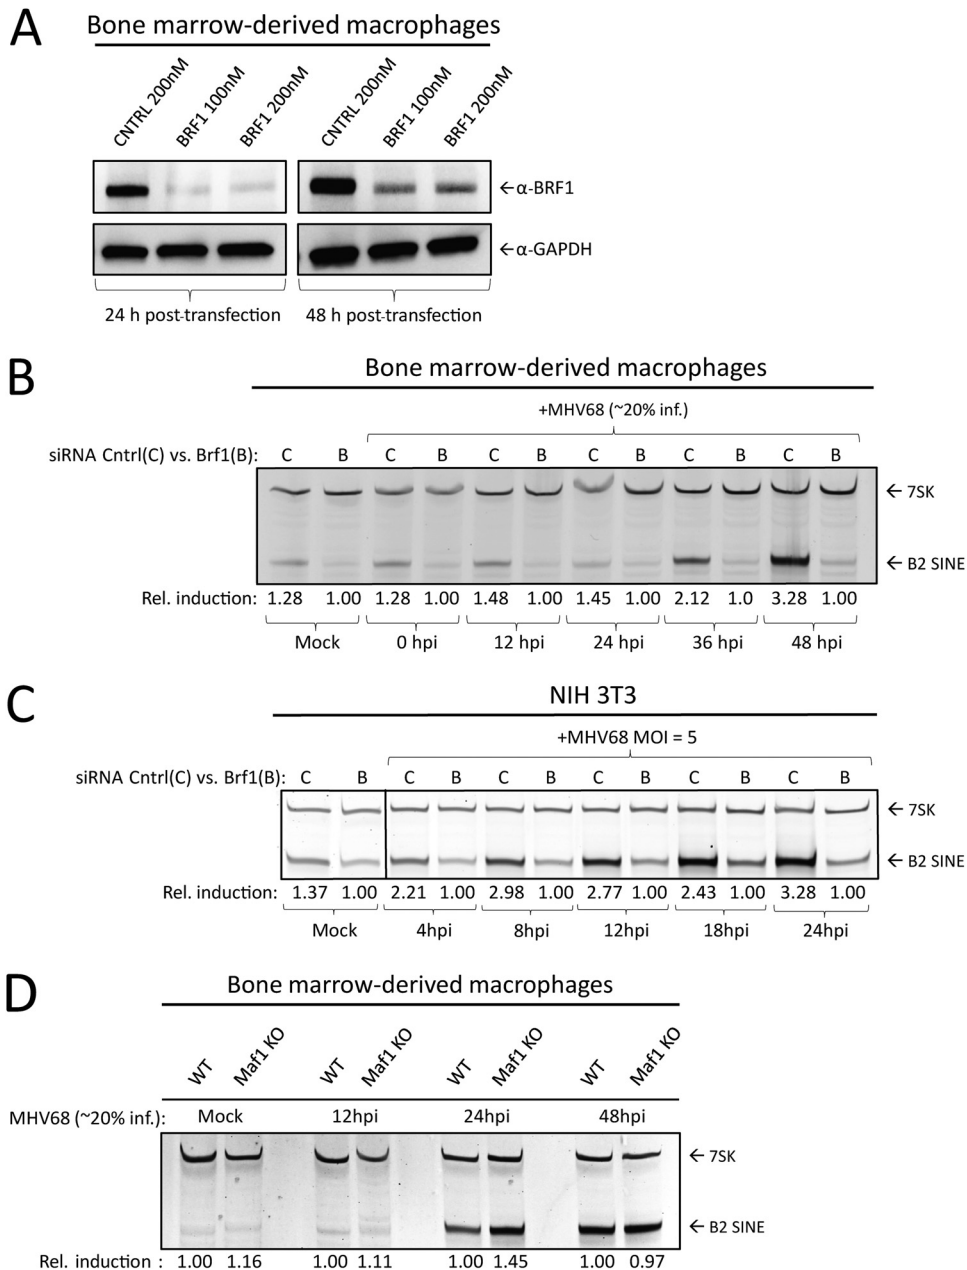 A
Bone marrow-derived macrophages
CNTRL 200nM
BRF1 100nM
BRF1 200nM
CNTRL 200nM
BRF1 100nM
BRF1 200nM
←α-BRF1
←α-GAPDH
24 h post-transfection
48 h post-transfection
B
Bone marrow-derived macrophages
+MHV68 (~20% inf.)
siRNA Cntrl(C) vs. Brf1(B): C B C B C B C B C B C B
← 7SK
← B2 SINE
Rel. induction: 1.28 1.00 1.28 1.00 1.48 1.00 1.45 1.00 2.12 1.0 3.28 1.00
Mock 0 hpi 12 hpi 24 hpi 36 hpi 48 hpi
C
NIH 3T3
+MHV68 MOI = 5
siRNA Cntrl(C) vs. Brf1(B): C B C B C B C B C B C B
← 7SK
← B2 SINE
Rel. induction: 1.37 1.00 2.21 1.00 2.98 1.00 2.77 1.00 2.43 1.00 3.28 1.00
Mock 4hpi 8hpi 12hpi 18hpi 24hpi
D
Bone marrow-derived macrophages
WT
Maf1 KO
WT
Maf1 KO
WT
Maf1 KO
WT
Maf1 KO
MHV68 (~20% inf.): Mock 12hpi 24hpi 48hpi
← 7SK
← B2 SINE
Rel. induction : 1.00 1.16 1.00 1.11 1.00 1.45 1.00 0.97